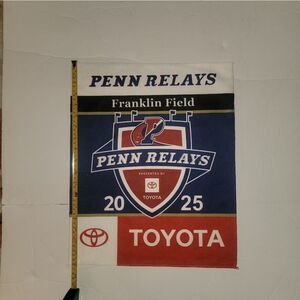 PENN RELAYS
Franklin Field
PENN RELAYS
PRESENTED BY
TOYOTA
20 25
TOYOTA